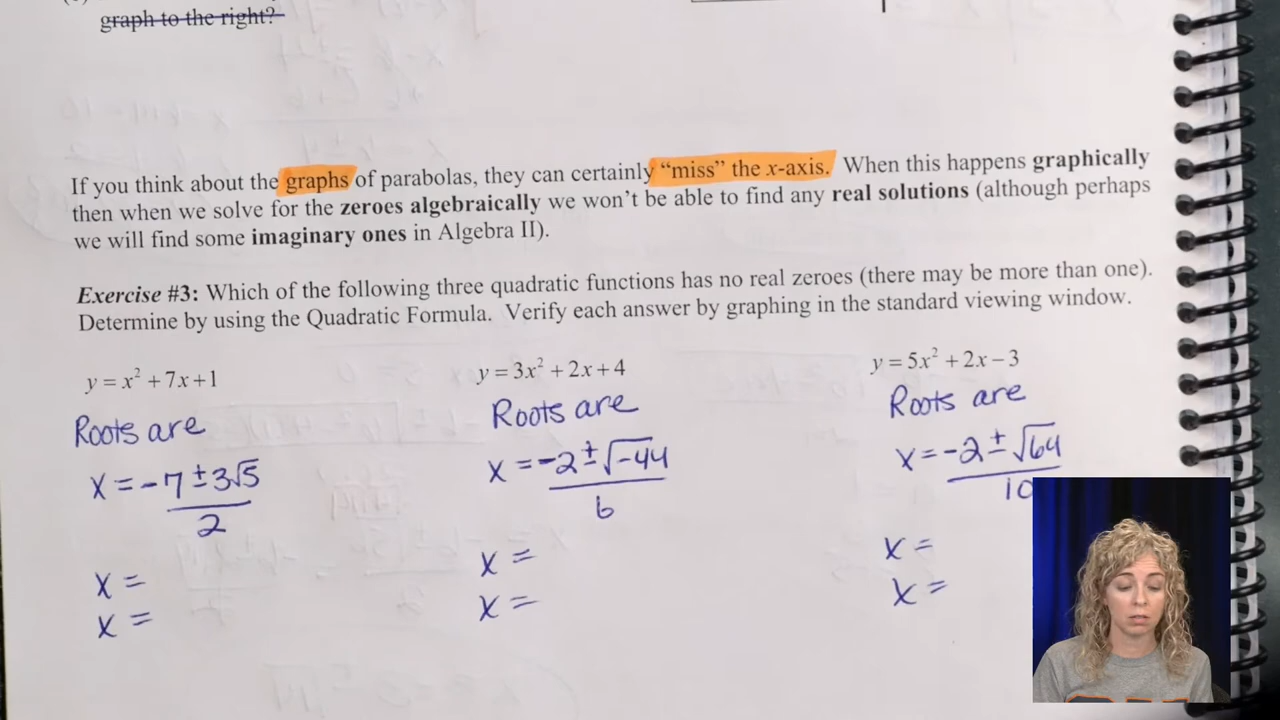 graph to the right?
If you think about the graphs of parabolas, they can certainly “miss” the x-axis. When this happens graphically
then when we solve for the zeroes algebraically we won’t be able to find any real solutions (although perhaps
we will find some imaginary ones in Algebra II).
Exercise #3: Which of the following three quadratic functions has no real zeroes (there may be more than one).
Determine by using the Quadratic Formula. Verify each answer by graphing in the standard viewing window.
y = x² + 7x + 1
y = 3x² + 2x + 4
y = 5x² + 2x − 3
Roots are
Roots are
Roots are
x = -7 ± 3√5
2
x = -2 ± √-44
6
x = -2 ± √64
10
x =
x =
x =
x =
x =
x =